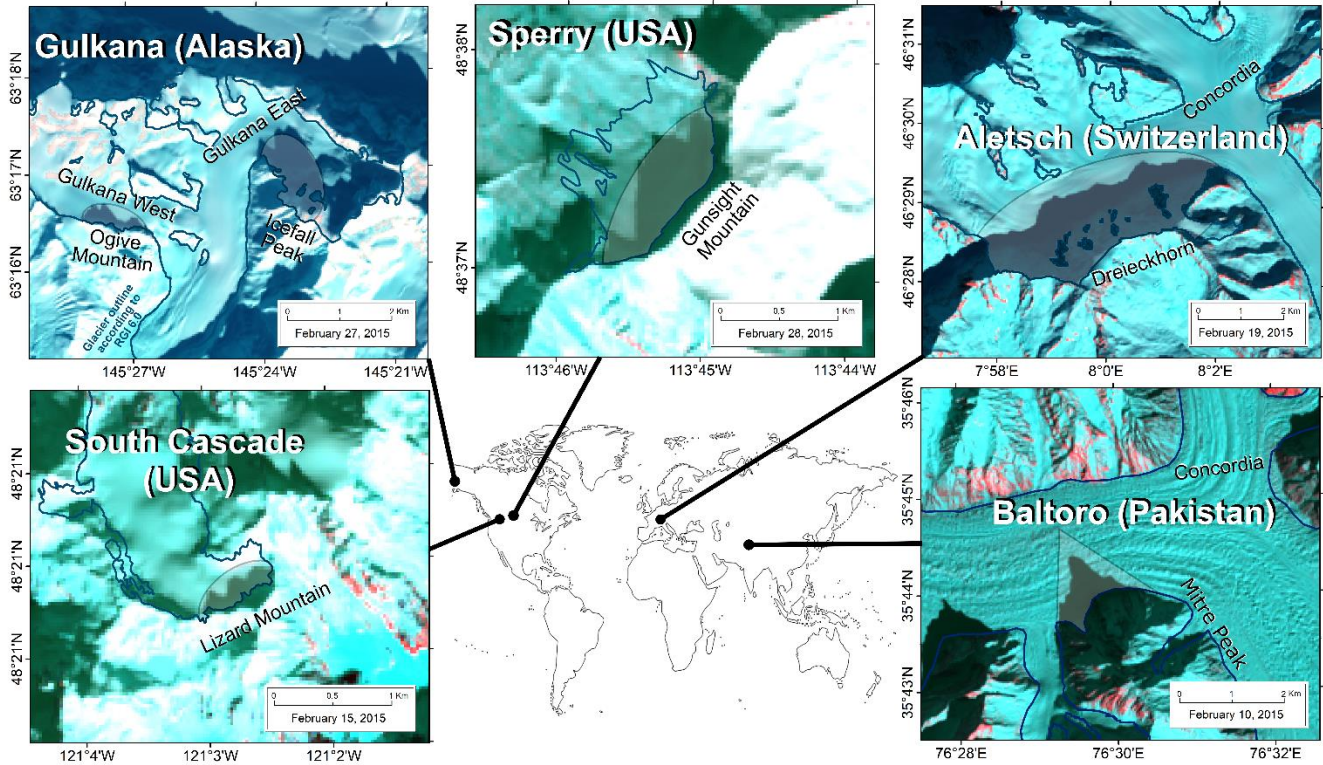 Gulkana (Alaska)
63°18'N
63°17'N
63°16'N
Gulkana East
Gulkana West
Ogive
Mountain
Icefall
Peak
Glacier outline
according to
RGI 6.0
0 1 2 Km
February 27, 2015
145°27'W
145°24'W
145°21'W
Sperry (USA)
48°38'N
48°37'N
Gunsight
Mountain
0 0.5 1 Km
February 28, 2015
113°46'W
113°45'W
113°44'W
46°31'N
46°30'N
46°29'N
46°28'N
Concordia
Aletsch (Switzerland)
Dreieckhorn
0 1 2 Km
February 19, 2015
7°58'E
8°0'E
8°2'E
South Cascade
(USA)
48°21'N
48°21'N
48°21'N
Lizard Mountain
0 0.5 1 Km
February 15, 2015
121°4'W
121°3'W
121°2'W
35°46'N
35°45'N
35°44'N
35°43'N
Concordia
Baltoro (Pakistan)
Mitre Peak
0 1 2 Km
February 10, 2015
76°28'E
76°30'E
76°32'E